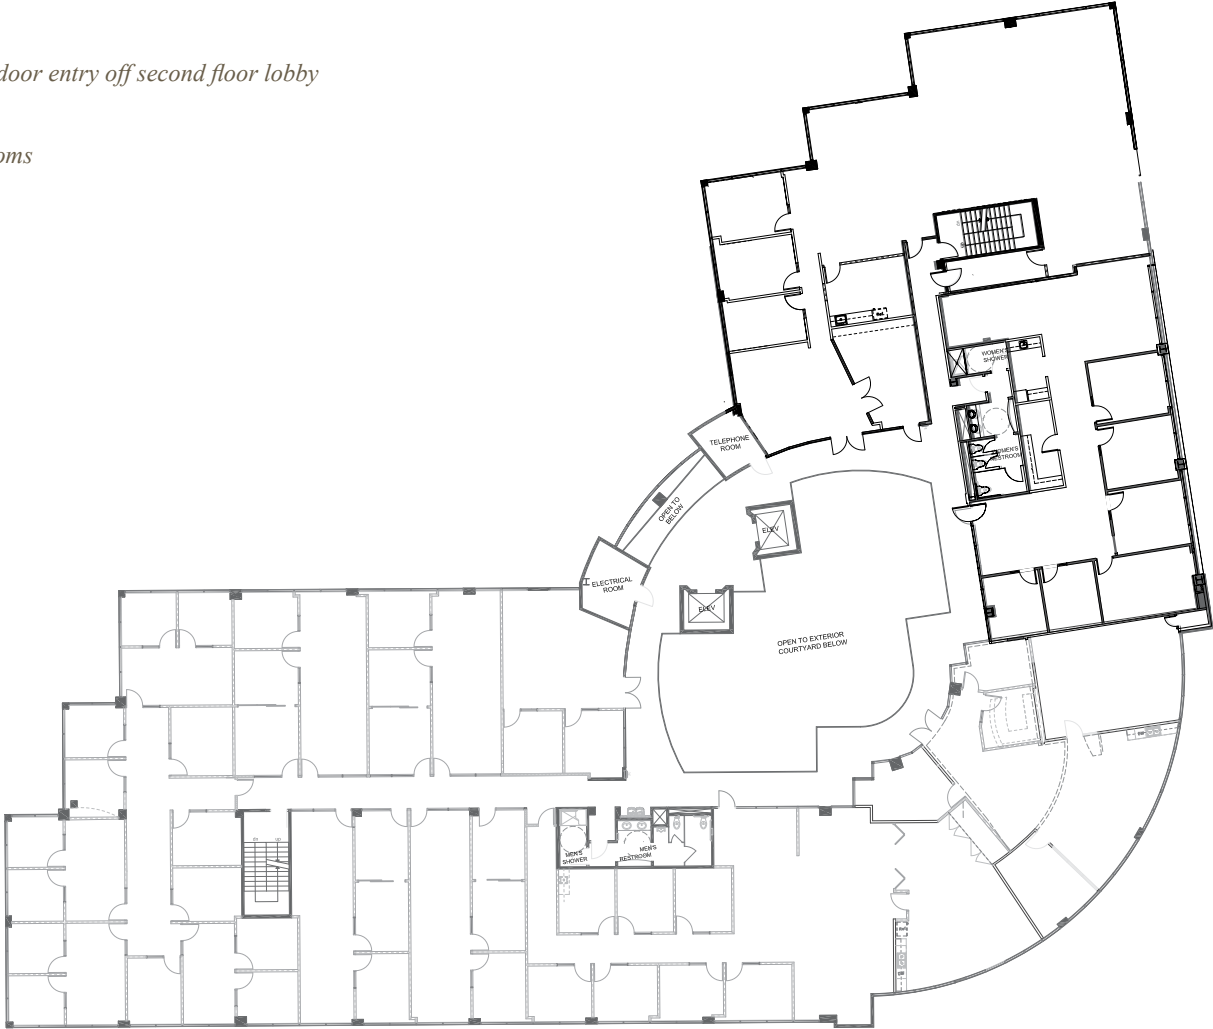 door entry off second floor lobby
oms
WOMEN'S
SHOWER
TELEPHONE
ROOM
WOMEN'S
RESTROOM
OPEN TO
BELOW
ELEV
ELECTRICAL
ROOM
ELEV
OPEN TO EXTERIOR
COURTYARD BELOW
MEN'S
SHOWER
MEN'S
RESTROOM